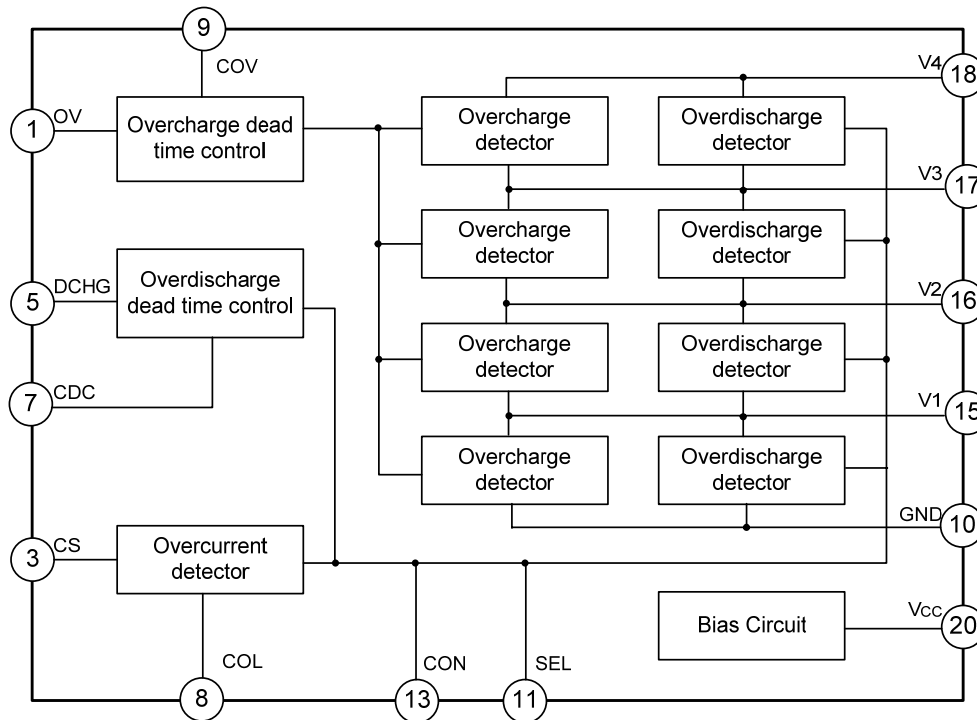 9
COV
V4
18
1
OV
Overcharge dead
time control
Overcharge
detector
Overdischarge
detector
V3
17
Overcharge
detector
Overdischarge
detector
5
DCHG
Overdischarge
dead time control
V2
16
Overcharge
detector
Overdischarge
detector
7
CDC
V1
15
Overcharge
detector
Overdischarge
detector
GND
10
3
CS
Overcurrent
detector
Bias Circuit
VCC
20
COL
CON
SEL
8
13
11